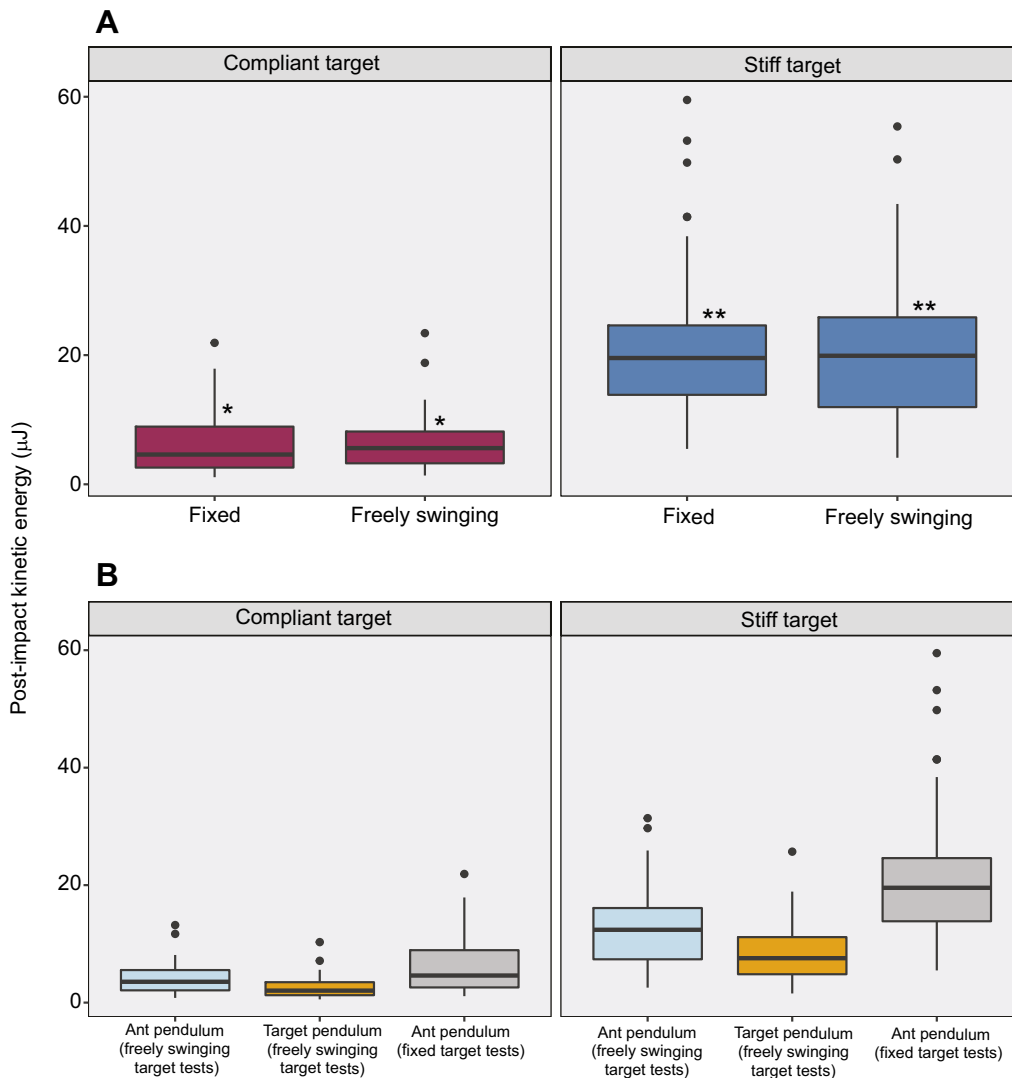 A
Compliant target
Stiff target
60
40
20
0
*
*
**
**
Fixed
Freely swinging
Fixed
Freely swinging
Post-impact kinetic energy (µJ)
B
Compliant target
Stiff target
60
40
20
0
Ant pendulum
(freely swinging
target tests)
Target pendulum
(freely swinging
target tests)
Ant pendulum
(fixed target tests)
Ant pendulum
(freely swinging
target tests)
Target pendulum
(freely swinging
target tests)
Ant pendulum
(fixed target tests)